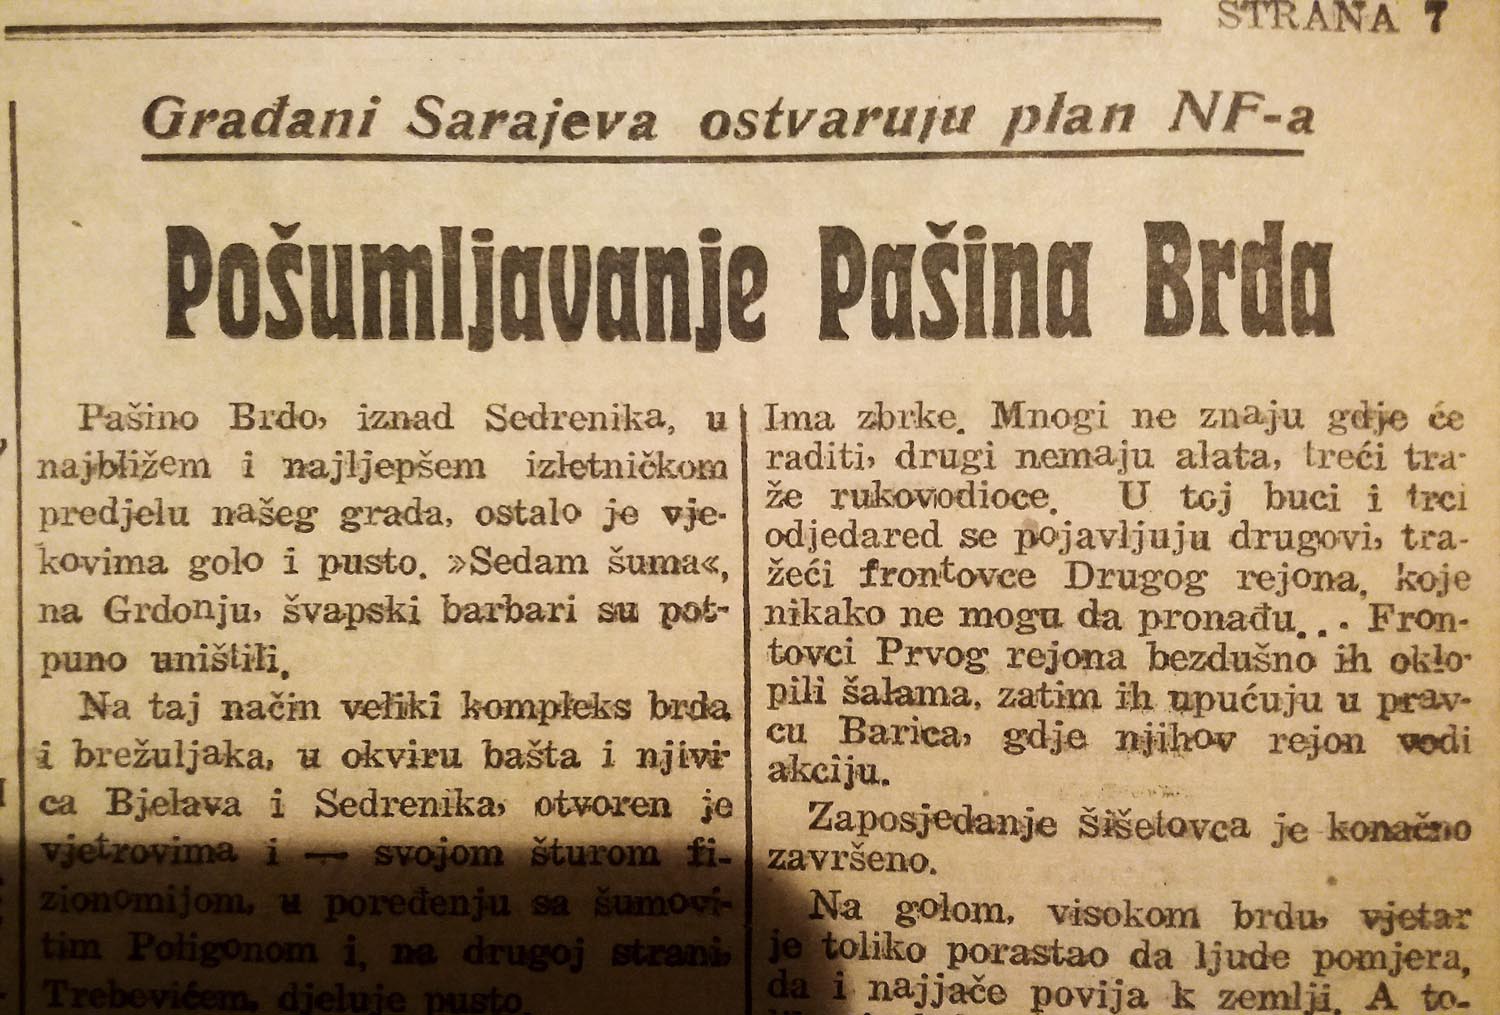 STRANA 7
Građani Sarajeva ostvaruju plan NF-a
Pošumljavanje Pašina Brda
Pašino Brdo, iznad Sedrenika, u
najbližem i najljepšem izletničkom
predjelu našeg grada, ostalo je vje-
kovima golo i pusto. »Sedam šuma«,
na Grdonju, švapski barbari su pot-
puno uništili.
Na taj način veliki kompleks brda
i brežuljaka, u okviru bašta i njivi-
ca Bjelava i Sedrenika, otvoren je
vjetrovima i — svojom šturom fi-
zionomijom, u poređenju sa šumovi-
tim Poligonom i, na drugoj strani,
Trebevićem, djeluje pusto.
Ima zbrke. Mnogi ne znaju gdje će
raditi, drugi nemaju alata, treći tra-
že rukovodioce. U toj buci i trci
odjedared se pojavljuju drugovi, tra-
žeći frontovce Drugog rejona, koje
nikako ne mogu da pronađu... Fron-
tovci Prvog rejona bezdušno ih oklo-
pili šalama, zatim ih upućuju u prav-
cu Barica, gdje njihov rejon vodi
akciju.
Zaposjedanje Šišetovca je konačno
završeno.
Na golom, visokom brdu, vjetar
je toliko porastao da ljude pomjera,
da i najjače povija k zemlji. A to-